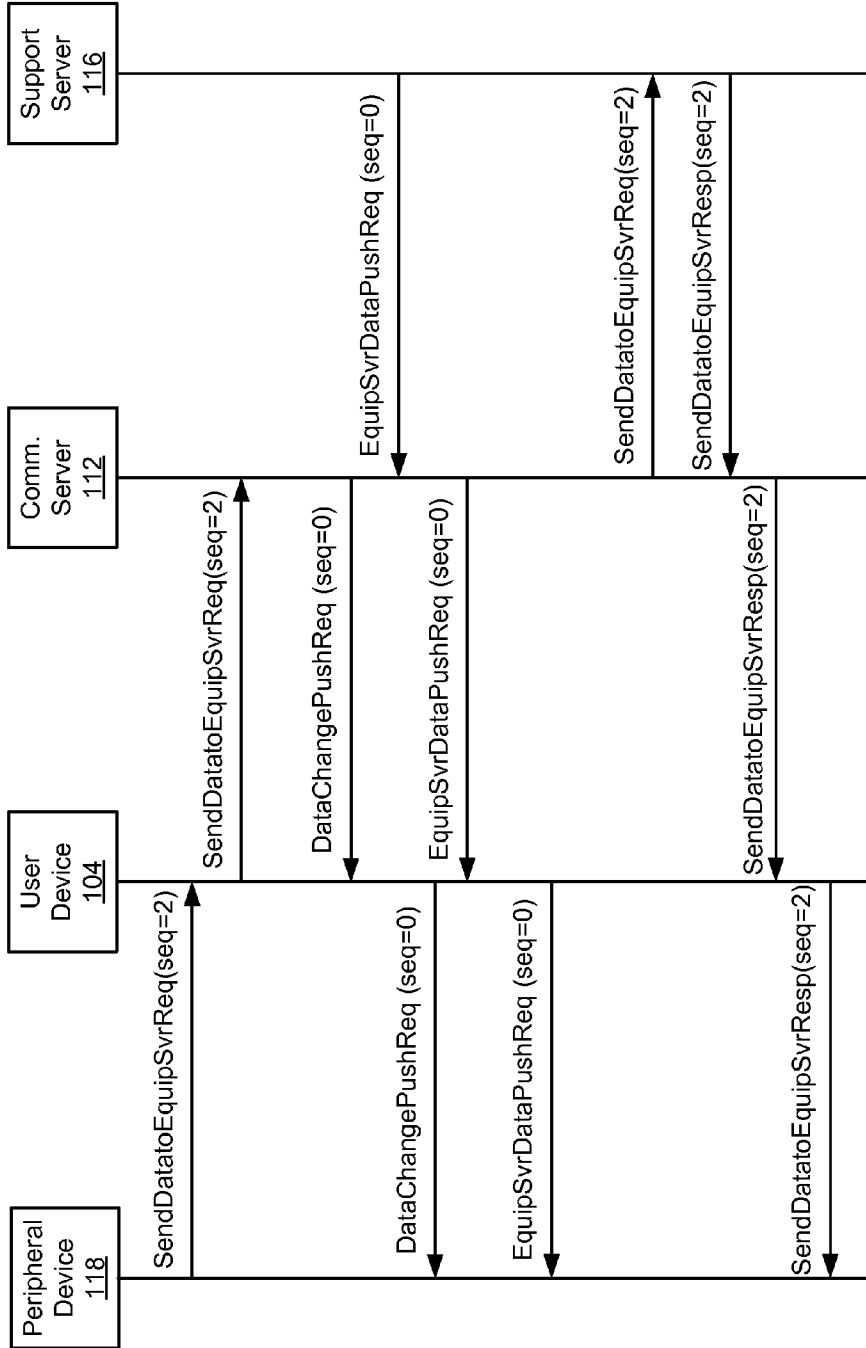 Peripheral
Device
118
User
Device
104
Comm.
Server
112
Support
Server
116
SendDatatoEquipSvrReq(seq=2)
SendDatatoEquipSvrReq(seq=2)
DataChangePushReq (seq=0)
EquipSvrDataPushReq (seq=0)
DataChangePushReq (seq=0)
EquipSvrDataPushReq (seq=0)
EquipSvrDataPushReq (seq=0)
SendDatatoEquipSvrReq(seq=2)
SendDatatoEquipSvrResp(seq=2)
SendDatatoEquipSvrResp(seq=2)
SendDatatoEquipSvrResp(seq=2)